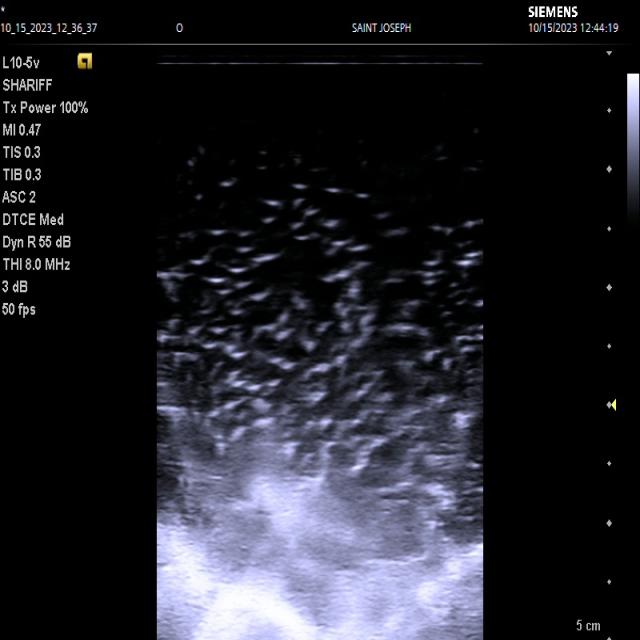 *
SIEMENS
10_15_2023_12_36_37 O SAINT JOSEPH 10/15/2023 12:44:19
L10-5v
SHARIFF
Tx Power 100%
MI 0.47
TIS 0.3
TIB 0.3
ASC 2
DTCE Med
Dyn R 55 dB
THI 8.0 MHz
3 dB
50 fps
5 cm